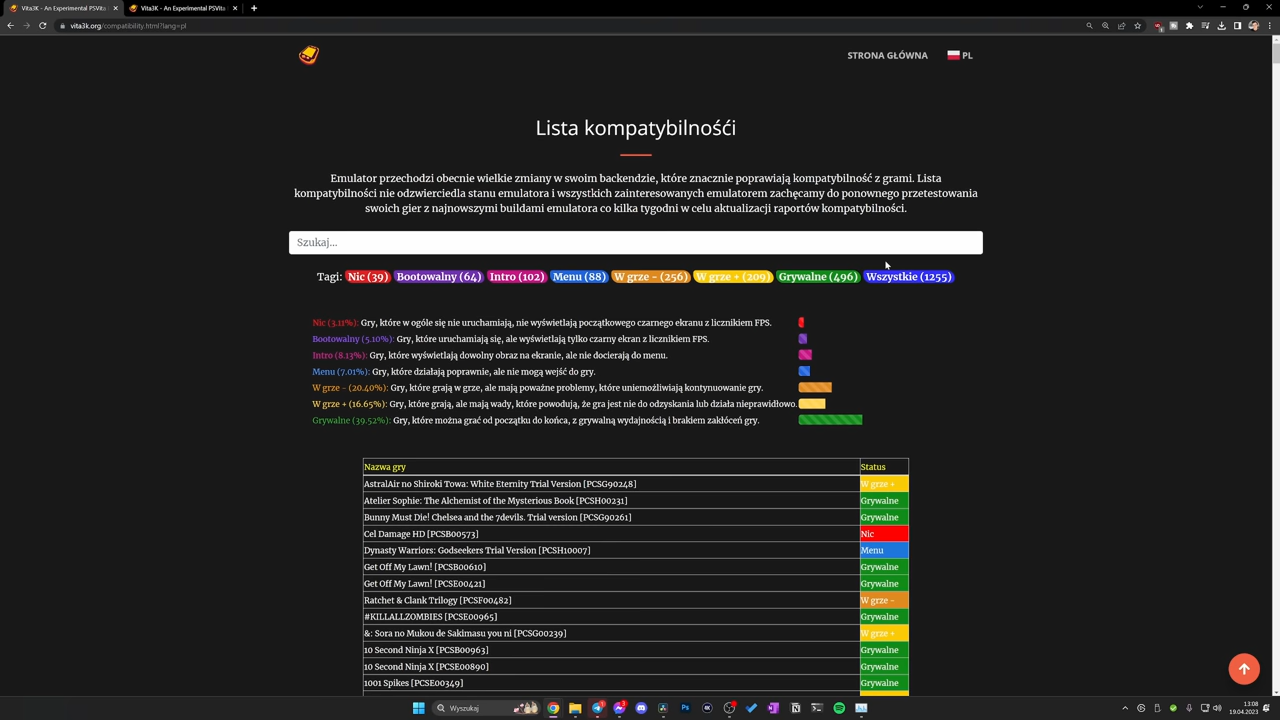 Vita3K - An Experimental PSVita
Vita3K - An Experimental PSVita
vita3k.org/compatibility.html?lang=pl
STRONA GŁÓWNA
PL
Lista kompatybilnośći
Emulator przechodzi obecnie wielkie zmiany w swoim backendzie, które znacznie poprawiają kompatybilność z grami. Lista
kompatybilności nie odzwierciedla stanu emulatora i wszystkich zainteresowanych emulatorem zachęcamy do ponownego przetestowania
swoich gier z najnowszymi buildami emulatora co kilka tygodni w celu aktualizacji raportów kompatybilności.
Szukaj...
Tagi: Nic (39) Bootowalny (64) Intro (102) Menu (88) W grze - (256) W grze + (209) Grywalne (496) Wszystkie (1255)
Nic (3.11%): Gry, które w ogóle się nie uruchamiają, nie wyświetlają początkowego czarnego ekranu z licznikiem FPS.
Bootowalny (5.10%): Gry, które uruchamiają się, ale wyświetlają tylko czarny ekran z licznikiem FPS.
Intro (8.13%): Gry, które wyświetlają dowolny obraz na ekranie, ale nie docierają do menu.
Menu (7.01%): Gry, które działają poprawnie, ale nie mogą wejść do gry.
W grze - (20.40%): Gry, które grają w grze, ale mają poważne problemy, które uniemożliwiają kontynuowanie gry.
W grze + (16.65%): Gry, które grają, ale mają wady, które powodują, że gra jest nie do odzyskania lub działa nieprawidłowo.
Grywalne (39.52%): Gry, które można grać od początku do końca, z grywalną wydajnością i brakiem zakłóceń gry.
Nazwa gry Status
AstralAir no Shiroki Towa: White Eternity Trial Version [PCSG90248] W grze +
Atelier Sophie: The Alchemist of the Mysterious Book [PCSH00231] Grywalne
Bunny Must Die! Chelsea and the 7devils. Trial version [PCSG90261] Grywalne
Cel Damage HD [PCSB00573] Nic
Dynasty Warriors: Godseekers Trial Version [PCSH10007] Menu
Get Off My Lawn! [PCSB00610] Grywalne
Get Off My Lawn! [PCSE00421] Grywalne
Ratchet & Clank Trilogy [PCSF00482] W grze -
#KILLALLZOMBIES [PCSE00965] Grywalne
&: Sora no Mukou de Sakimasu you ni [PCSG00239] W grze +
10 Second Ninja X [PCSB00963] Grywalne
10 Second Ninja X [PCSE00890] Grywalne
1001 Spikes [PCSE00349] Grywalne
Wyszukaj
13:08
19.04.2023